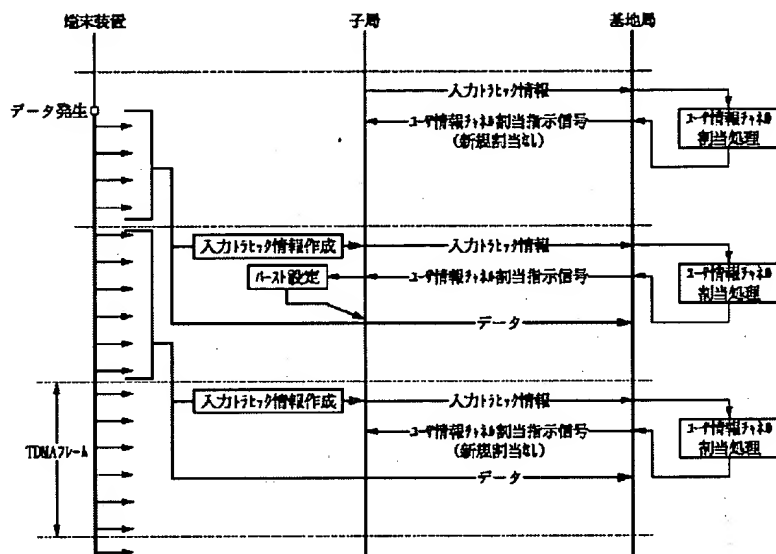 端末装置
子局
基地局
データ発生
入力トラヒック情報
ユーザ情報チャネル割当指示信号
(新規割当なし)
ユーザ情報チャネル
割当処理
入力トラヒック情報作成
入力トラヒック情報
バースト設定
ユーザ情報チャネル割当指示信号
ユーザ情報チャネル
割当処理
データ
入力トラヒック情報作成
入力トラヒック情報
ユーザ情報チャネル割当指示信号
(新規割当なし)
ユーザ情報チャネル
割当処理
TDMAフレーム
データ